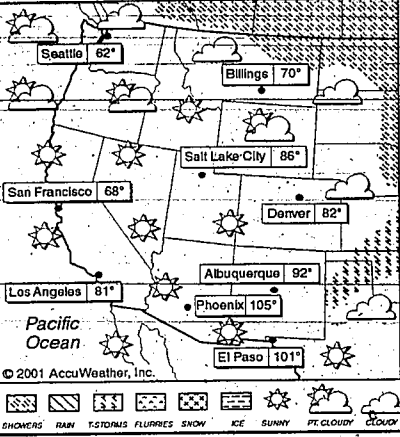 Seattle 62°
Billings 70°
Salt Lake City 86°
San Francisco 68°
Denver 82°
Albuquerque 92°
Los Angeles 81°
Phoenix 105°
Pacific
Ocean
El Paso 101°
© 2001 AccuWeather, Inc.
SHOWERS RAIN T-STORMS FLURRIES SNOW ICE SUNNY PT. CLOUDY CLOUDY